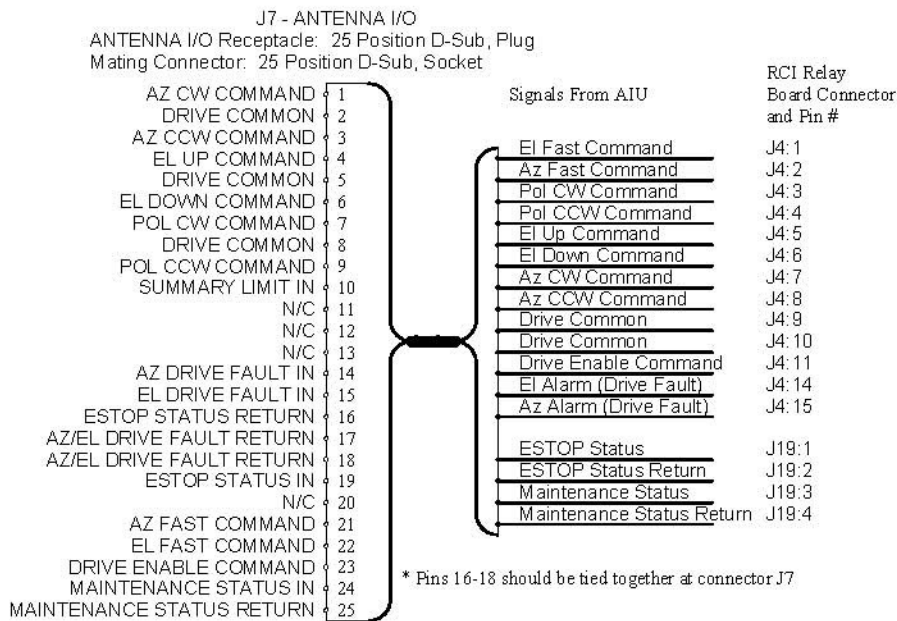 J7 - ANTENNA I/O
ANTENNA I/O Receptacle: 25 Position D-Sub, Plug
Mating Connector: 25 Position D-Sub, Socket
AZ CW COMMAND 1
DRIVE COMMON 2
AZ CCW COMMAND 3
EL UP COMMAND 4
DRIVE COMMON 5
EL DOWN COMMAND 6
POL CW COMMAND 7
DRIVE COMMON 8
POL CCW COMMAND 9
SUMMARY LIMIT IN 10
N/C 11
N/C 12
N/C 13
AZ DRIVE FAULT IN 14
EL DRIVE FAULT IN 15
ESTOP STATUS RETURN 16
AZ/EL DRIVE FAULT RETURN 17
AZ/EL DRIVE FAULT RETURN 18
ESTOP STATUS IN 19
N/C 20
AZ FAST COMMAND 21
EL FAST COMMAND 22
DRIVE ENABLE COMMAND 23
MAINTENANCE STATUS IN 24
MAINTENANCE STATUS RETURN 25
Signals From AIU
RCI Relay
Board Connector
and Pin #
El Fast Command J4:1
Az Fast Command J4:2
Pol CW Command J4:3
Pol CCW Command J4:4
El Up Command J4:5
El Down Command J4:6
Az CW Command J4:7
Az CCW Command J4:8
Drive Common J4:9
Drive Common J4:10
Drive Enable Command J4:11
El Alarm (Drive Fault) J4:14
Az Alarm (Drive Fault) J4:15
ESTOP Status J19:1
ESTOP Status Return J19:2
Maintenance Status J19:3
Maintenance Status Return J19:4
* Pins 16-18 should be tied together at connector J7